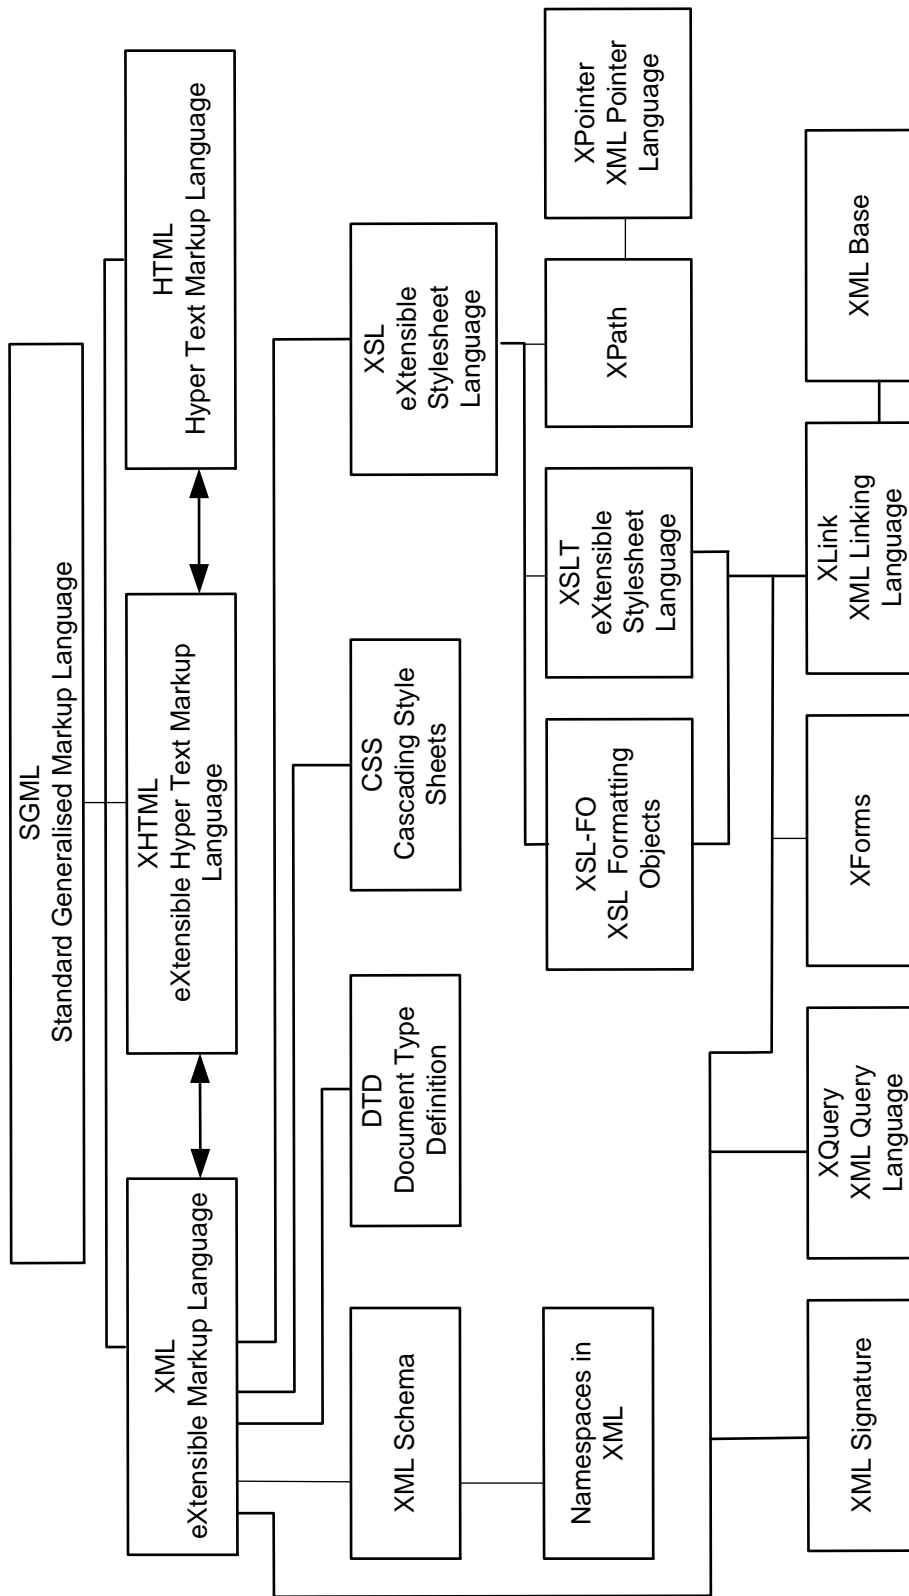 SGML
Standard Generalised Markup Language
XML
eXtensible Markup Language
XHTML
eXtensible Hyper Text Markup
Language
HTML
Hyper Text Markup Language
XML Schema
DTD
Document Type
Definition
CSS
Cascading Style
Sheets
XSL
eXtensible
Stylesheet
Language
Namespaces in
XML
XSL-FO
XSL Formatting
Objects
XSLT
eXtensible
Stylesheet
Language
XPath
XPointer
XML Pointer
Language
XML Signature
XQuery
XML Query
Language
XForms
XLink
XML Linking
Language
XML Base